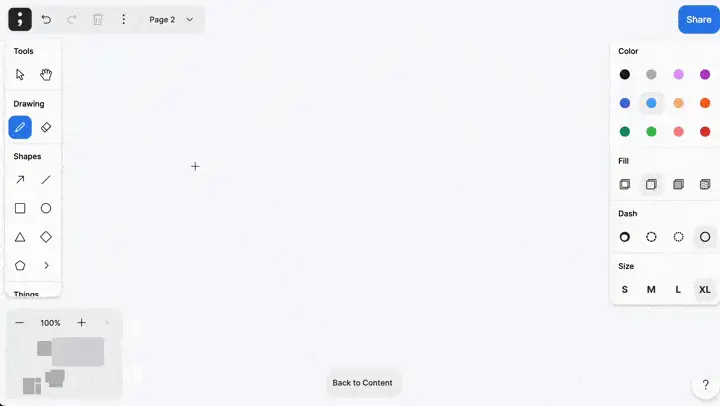 Page 2
Share
Tools
Drawing
Shapes
Things
100%
Back to Content
Color
Fill
Dash
Size
S M L XL
?